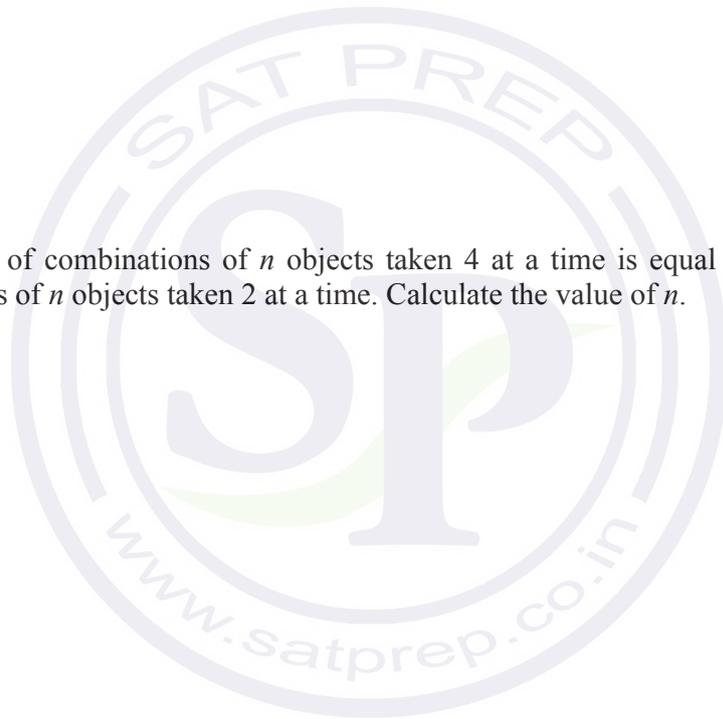 SAT PREP
of combinations of n objects taken 4 at a time is equal
s of n objects taken 2 at a time. Calculate the value of n.
SP
www.satprep.co.in